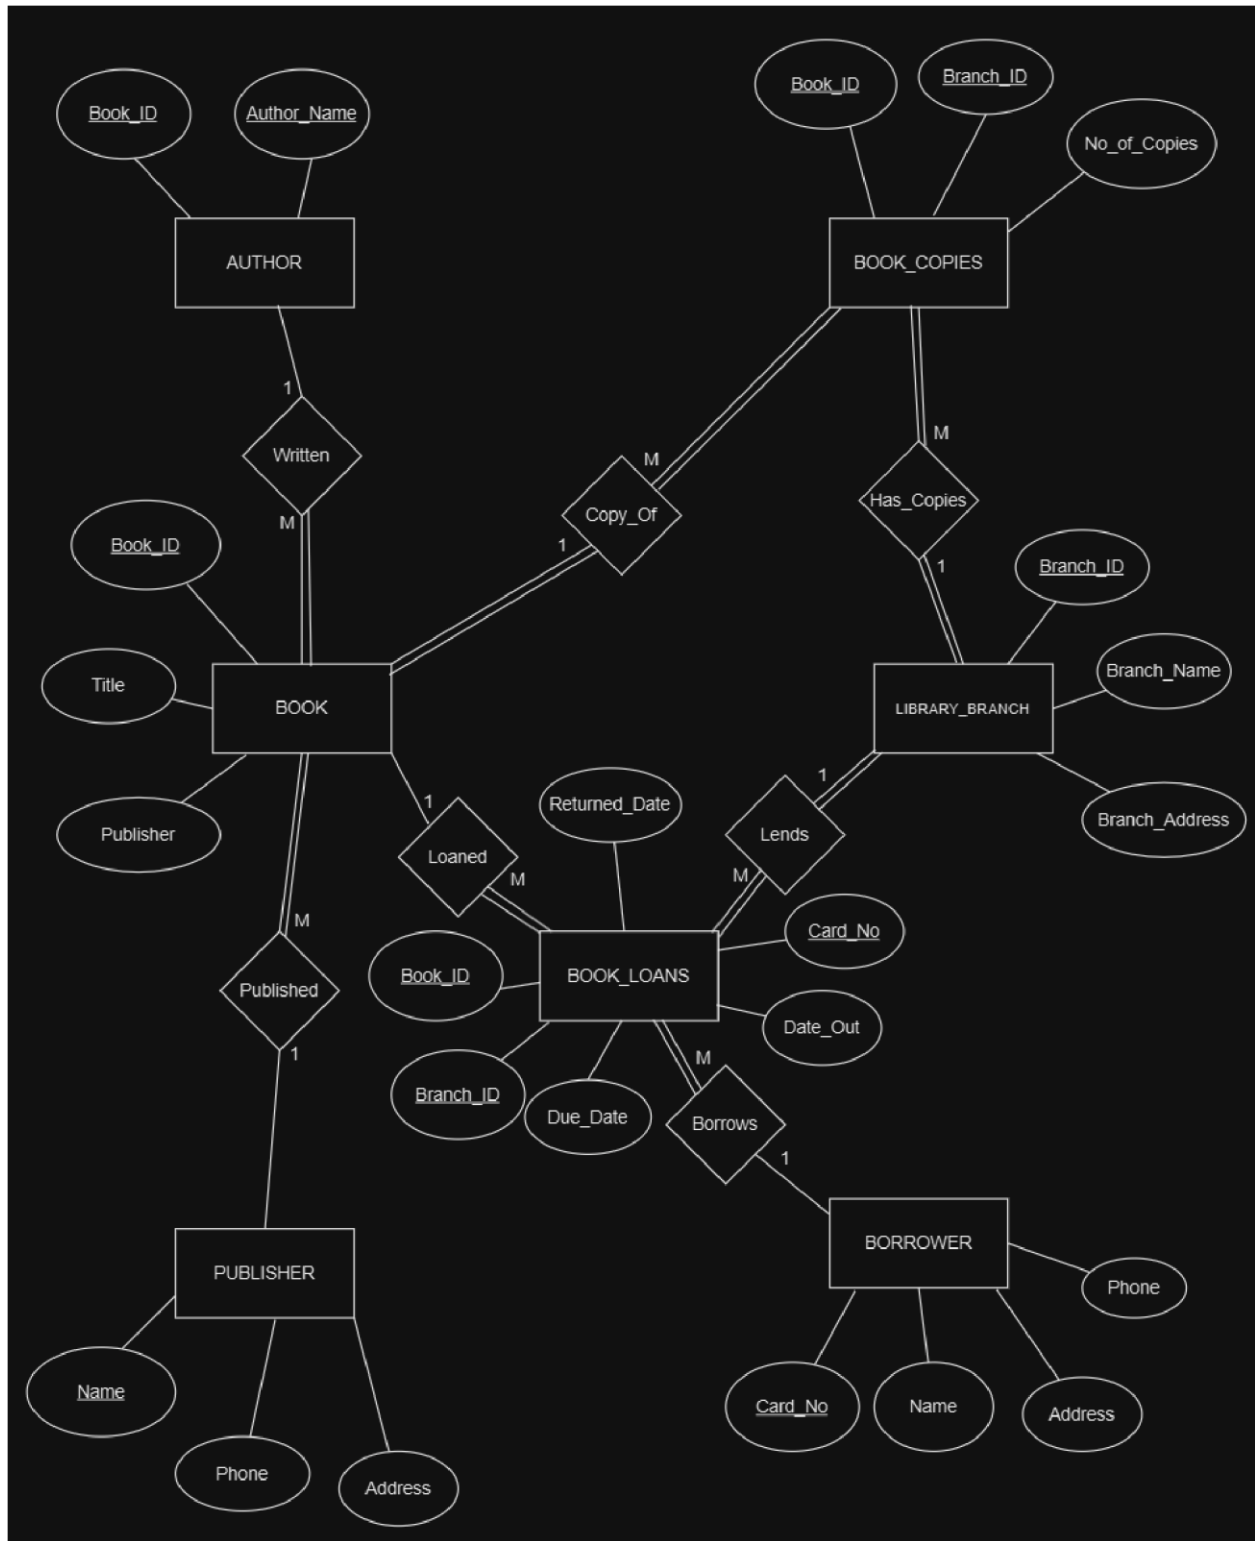 Book_ID
Author_Name
Book_ID
Branch_ID
No_of_Copies
AUTHOR
BOOK_COPIES
1
Written
M
M
Copy_Of
1
M
Has_Copies
1
Book_ID
Branch_ID
Title
BOOK
Publisher
LIBRARY_BRANCH
Branch_Name
Branch_Address
1
Loaned
M
Returned_Date
1
Lends
M
Card_No
Book_ID
BOOK_LOANS
Date_Out
Branch_ID
Due_Date
M
Published
1
M
Borrows
1
PUBLISHER
BORROWER
Phone
Name
Phone
Address
Card_No
Name
Address